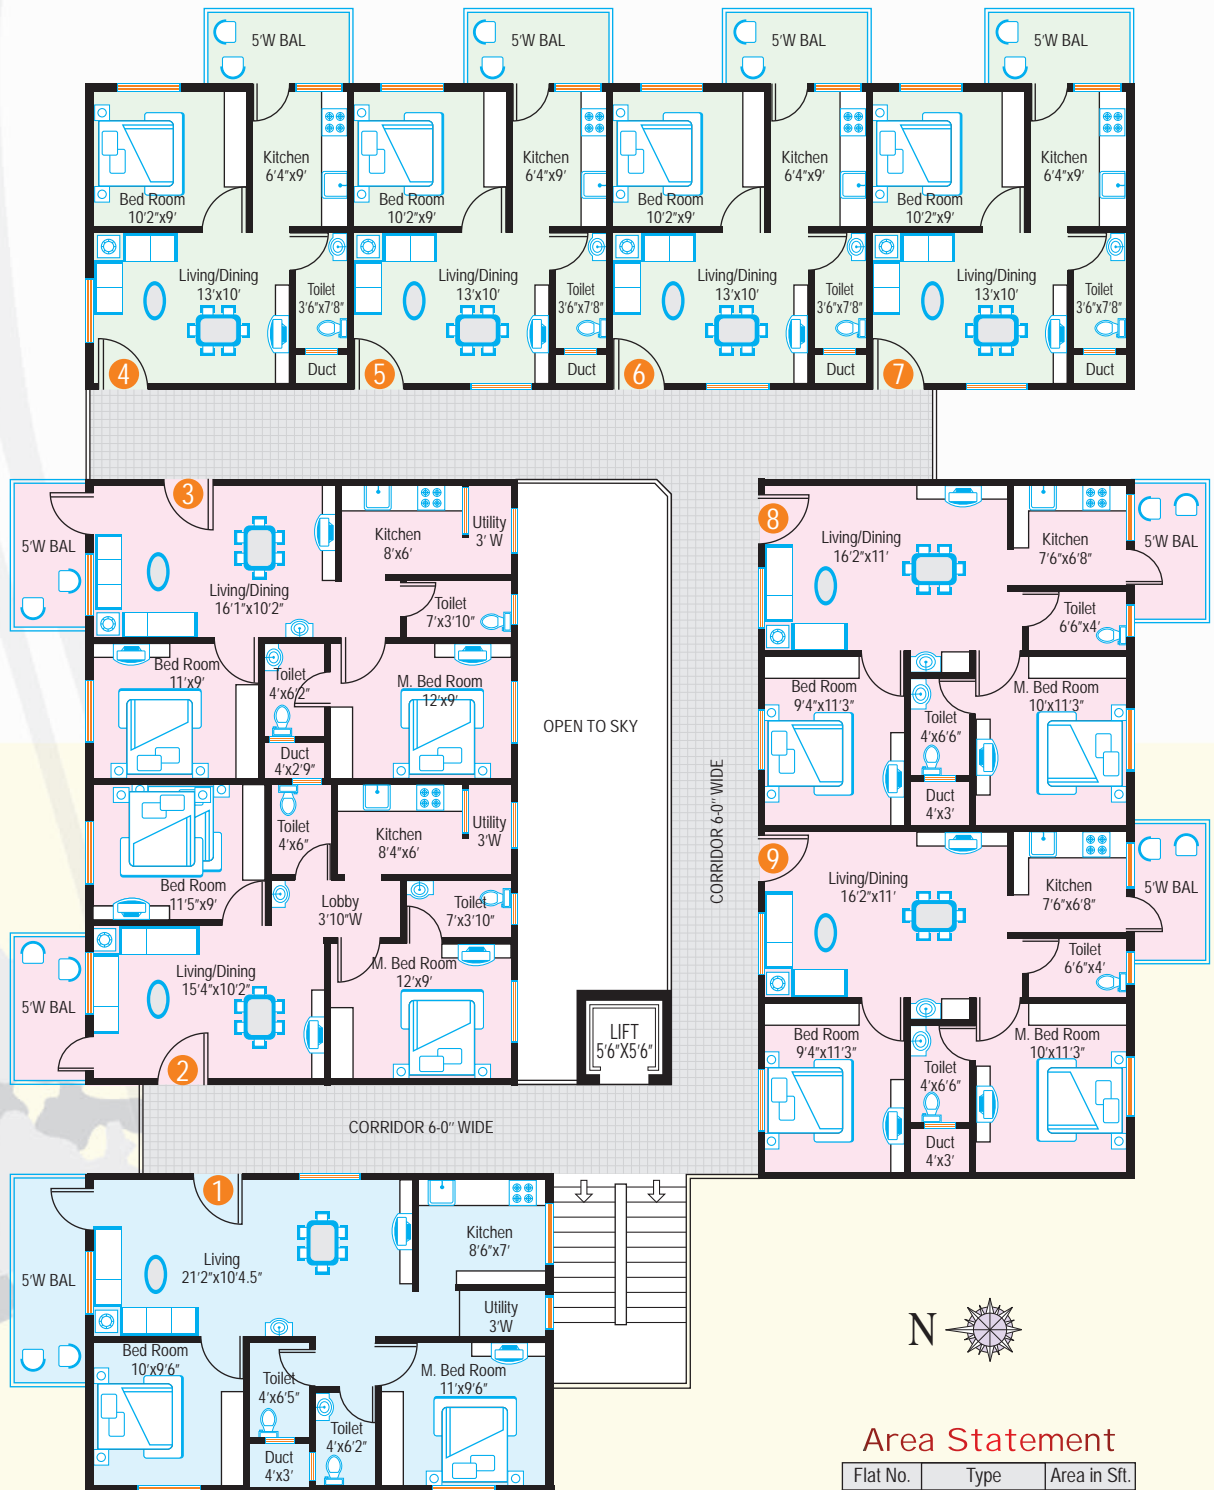 5'W BAL
5'W BAL
5'W BAL
5'W BAL
Kitchen
6'4"x9'
Bed Room
10'2"x9'
Kitchen
6'4"x9'
Bed Room
10'2"x9'
Kitchen
6'4"x9'
Bed Room
10'2"x9'
Kitchen
6'4"x9'
Bed Room
10'2"x9'
Living/Dining
13'x10'
Toilet
3'6"x7'8"
Duct
4
Living/Dining
13'x10'
Toilet
3'6"x7'8"
Duct
5
Living/Dining
13'x10'
Toilet
3'6"x7'8"
Duct
6
Living/Dining
13'x10'
Toilet
3'6"x7'8"
Duct
7
3
5'W BAL
Kitchen
8'x6'
Utility
3' W
Living/Dining
16'1"x10'2"
Toilet
7'x3'10"
Bed Room
11'x9'
Toilet
4'x6'2"
M. Bed Room
12'x9'
Duct
4'x2'9"
OPEN TO SKY
CORRIDOR 6-0" WIDE
8
Living/Dining
16'2"x11'
Kitchen
7'6"x6'8"
5'W BAL
Toilet
6'6"x4'
Bed Room
9'4"x11'3"
Toilet
4'x6'6"
M. Bed Room
10'x11'3"
Duct
4'x3'
Toilet
4'x6"
Kitchen
8'4"x6'
Utility
3'W
Bed Room
11'5"x9'
Lobby
3'10"W
Toilet
7'x3'10"
5'W BAL
Living/Dining
15'4"x10'2"
M. Bed Room
12'x9'
2
LIFT
5'6"X5'6"
9
Living/Dining
16'2"x11'
Kitchen
7'6"x6'8"
5'W BAL
Toilet
6'6"x4'
Bed Room
9'4"x11'3"
Toilet
4'x6'6"
M. Bed Room
10'x11'3"
Duct
4'x3'
CORRIDOR 6-0" WIDE
1
5'W BAL
Living
21'2"x10'4.5"
Kitchen
8'6"x7'
Utility
3'W
Bed Room
10'x9'6"
Toilet
4'x6'5"
M. Bed Room
11'x9'6"
Toilet
4'x6'2"
Duct
4'x3'
N
Area Statement
Flat No. Type Area in Sft.